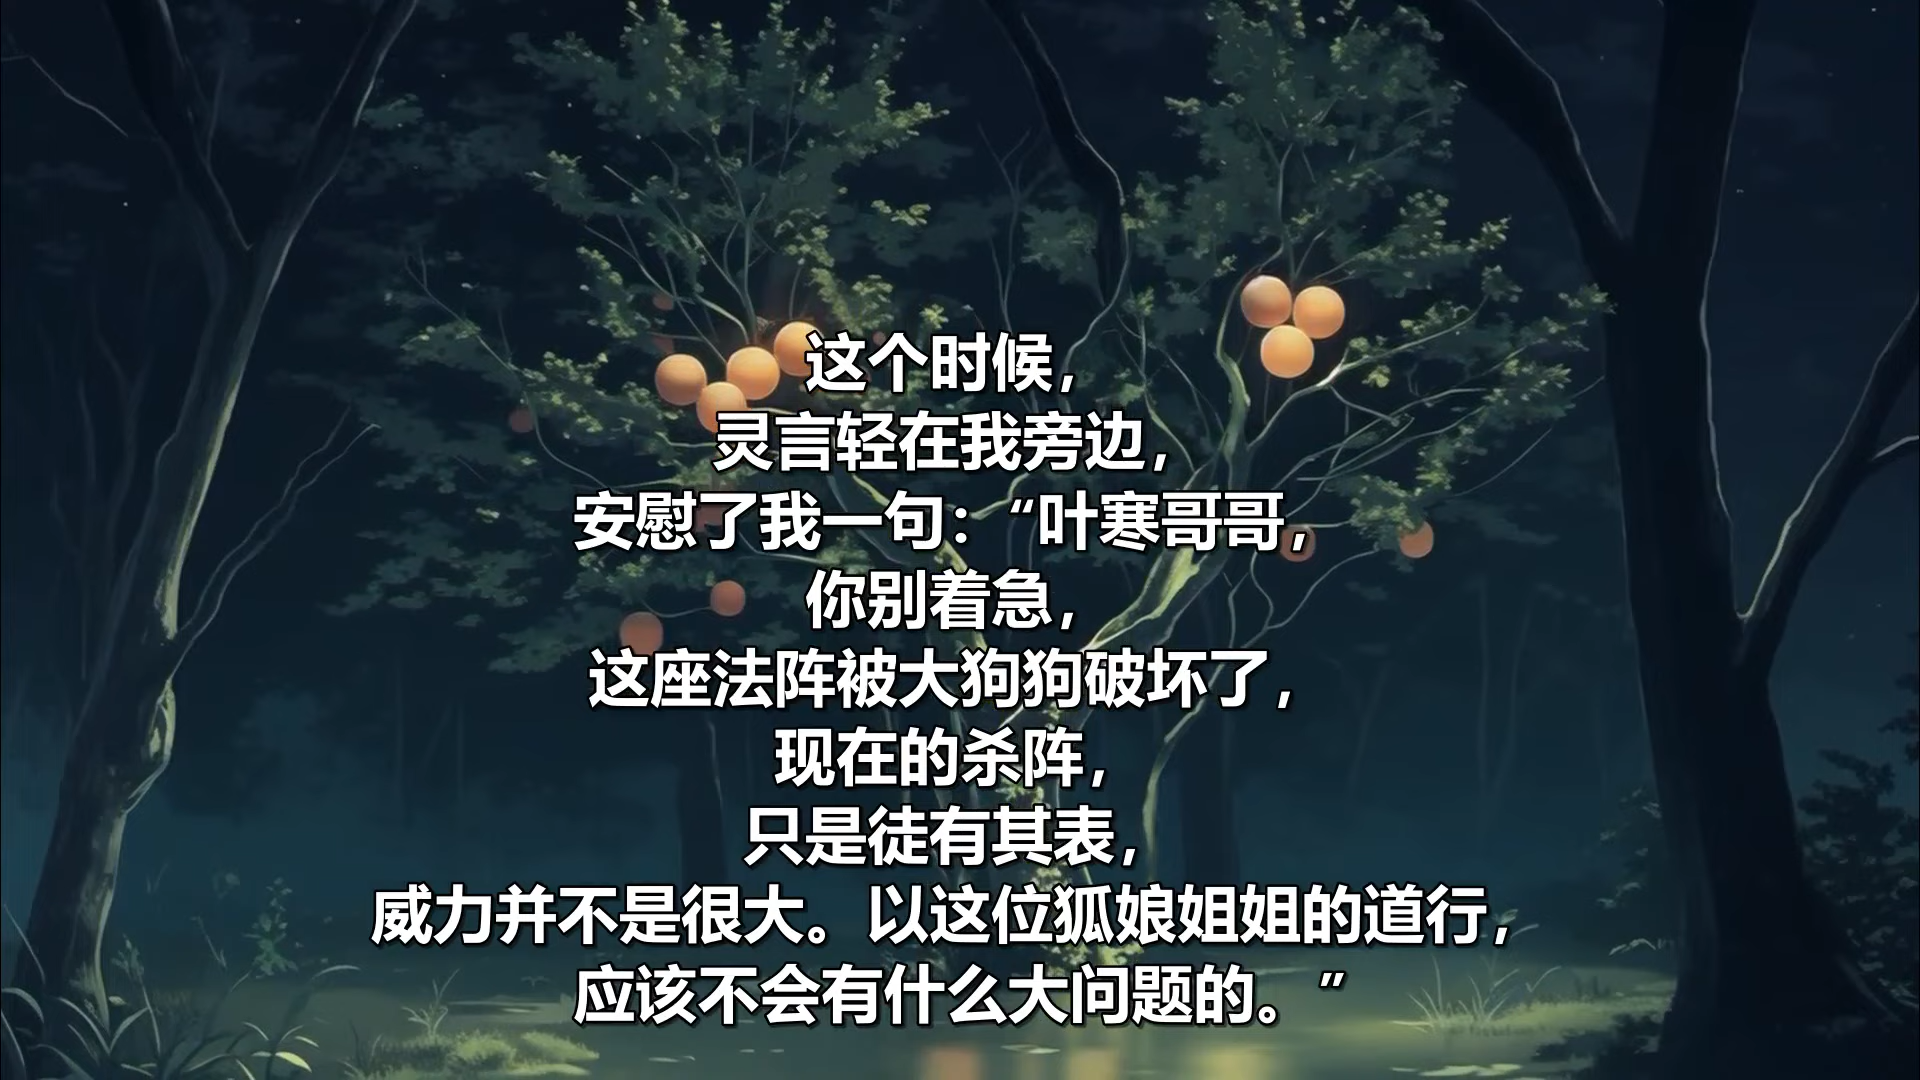 这个时候，
灵言轻在我旁边，
安慰了我一句：“叶寒哥哥，
你别着急，
这座法阵被大狗狗破坏了，
现在的杀阵，
只是徒有其表，
威力并不是很大。以这位狐娘姐姐的道行，
应该不会有什么大问题的。”